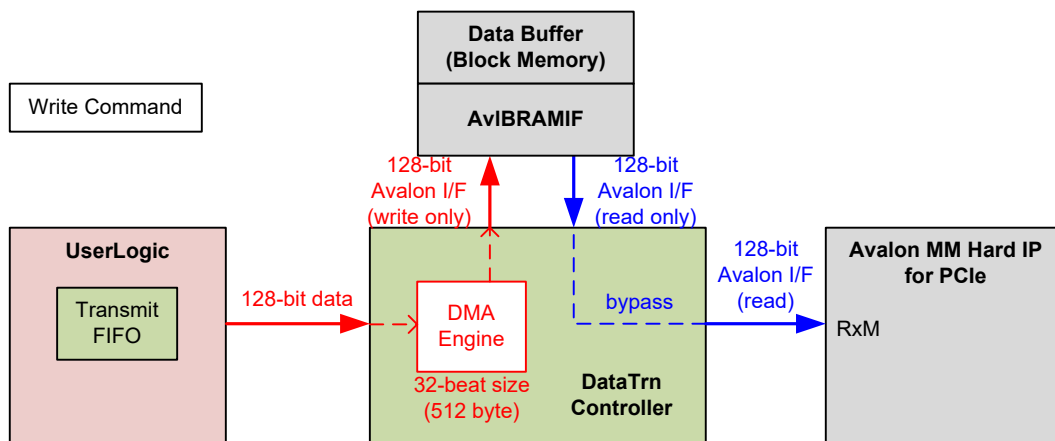 Data Buffer
(Block Memory)
Write Command
AvlBRAMIF
128-bit
Avalon I/F
(write only)
128-bit
Avalon I/F
(read only)
UserLogic
Transmit
FIFO
128-bit data
DMA
Engine
32-beat size
(512 byte)
bypass
DataTrn
Controller
128-bit
Avalon I/F
(read)
Avalon MM Hard IP
for PCIe
RxM